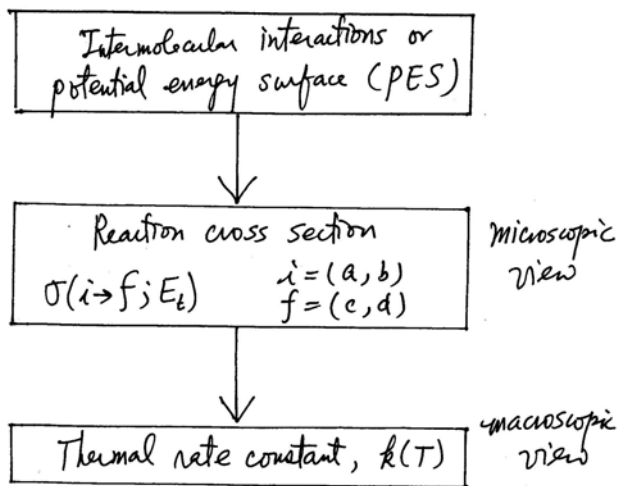 Intermolecular interactions or
potential energy surface (PES)
Reaction cross section
σ(i→f; Eₜ)
i = (a, b)
f = (c, d)
microscopic
view
Thermal rate constant, k(T)
macroscopic
view